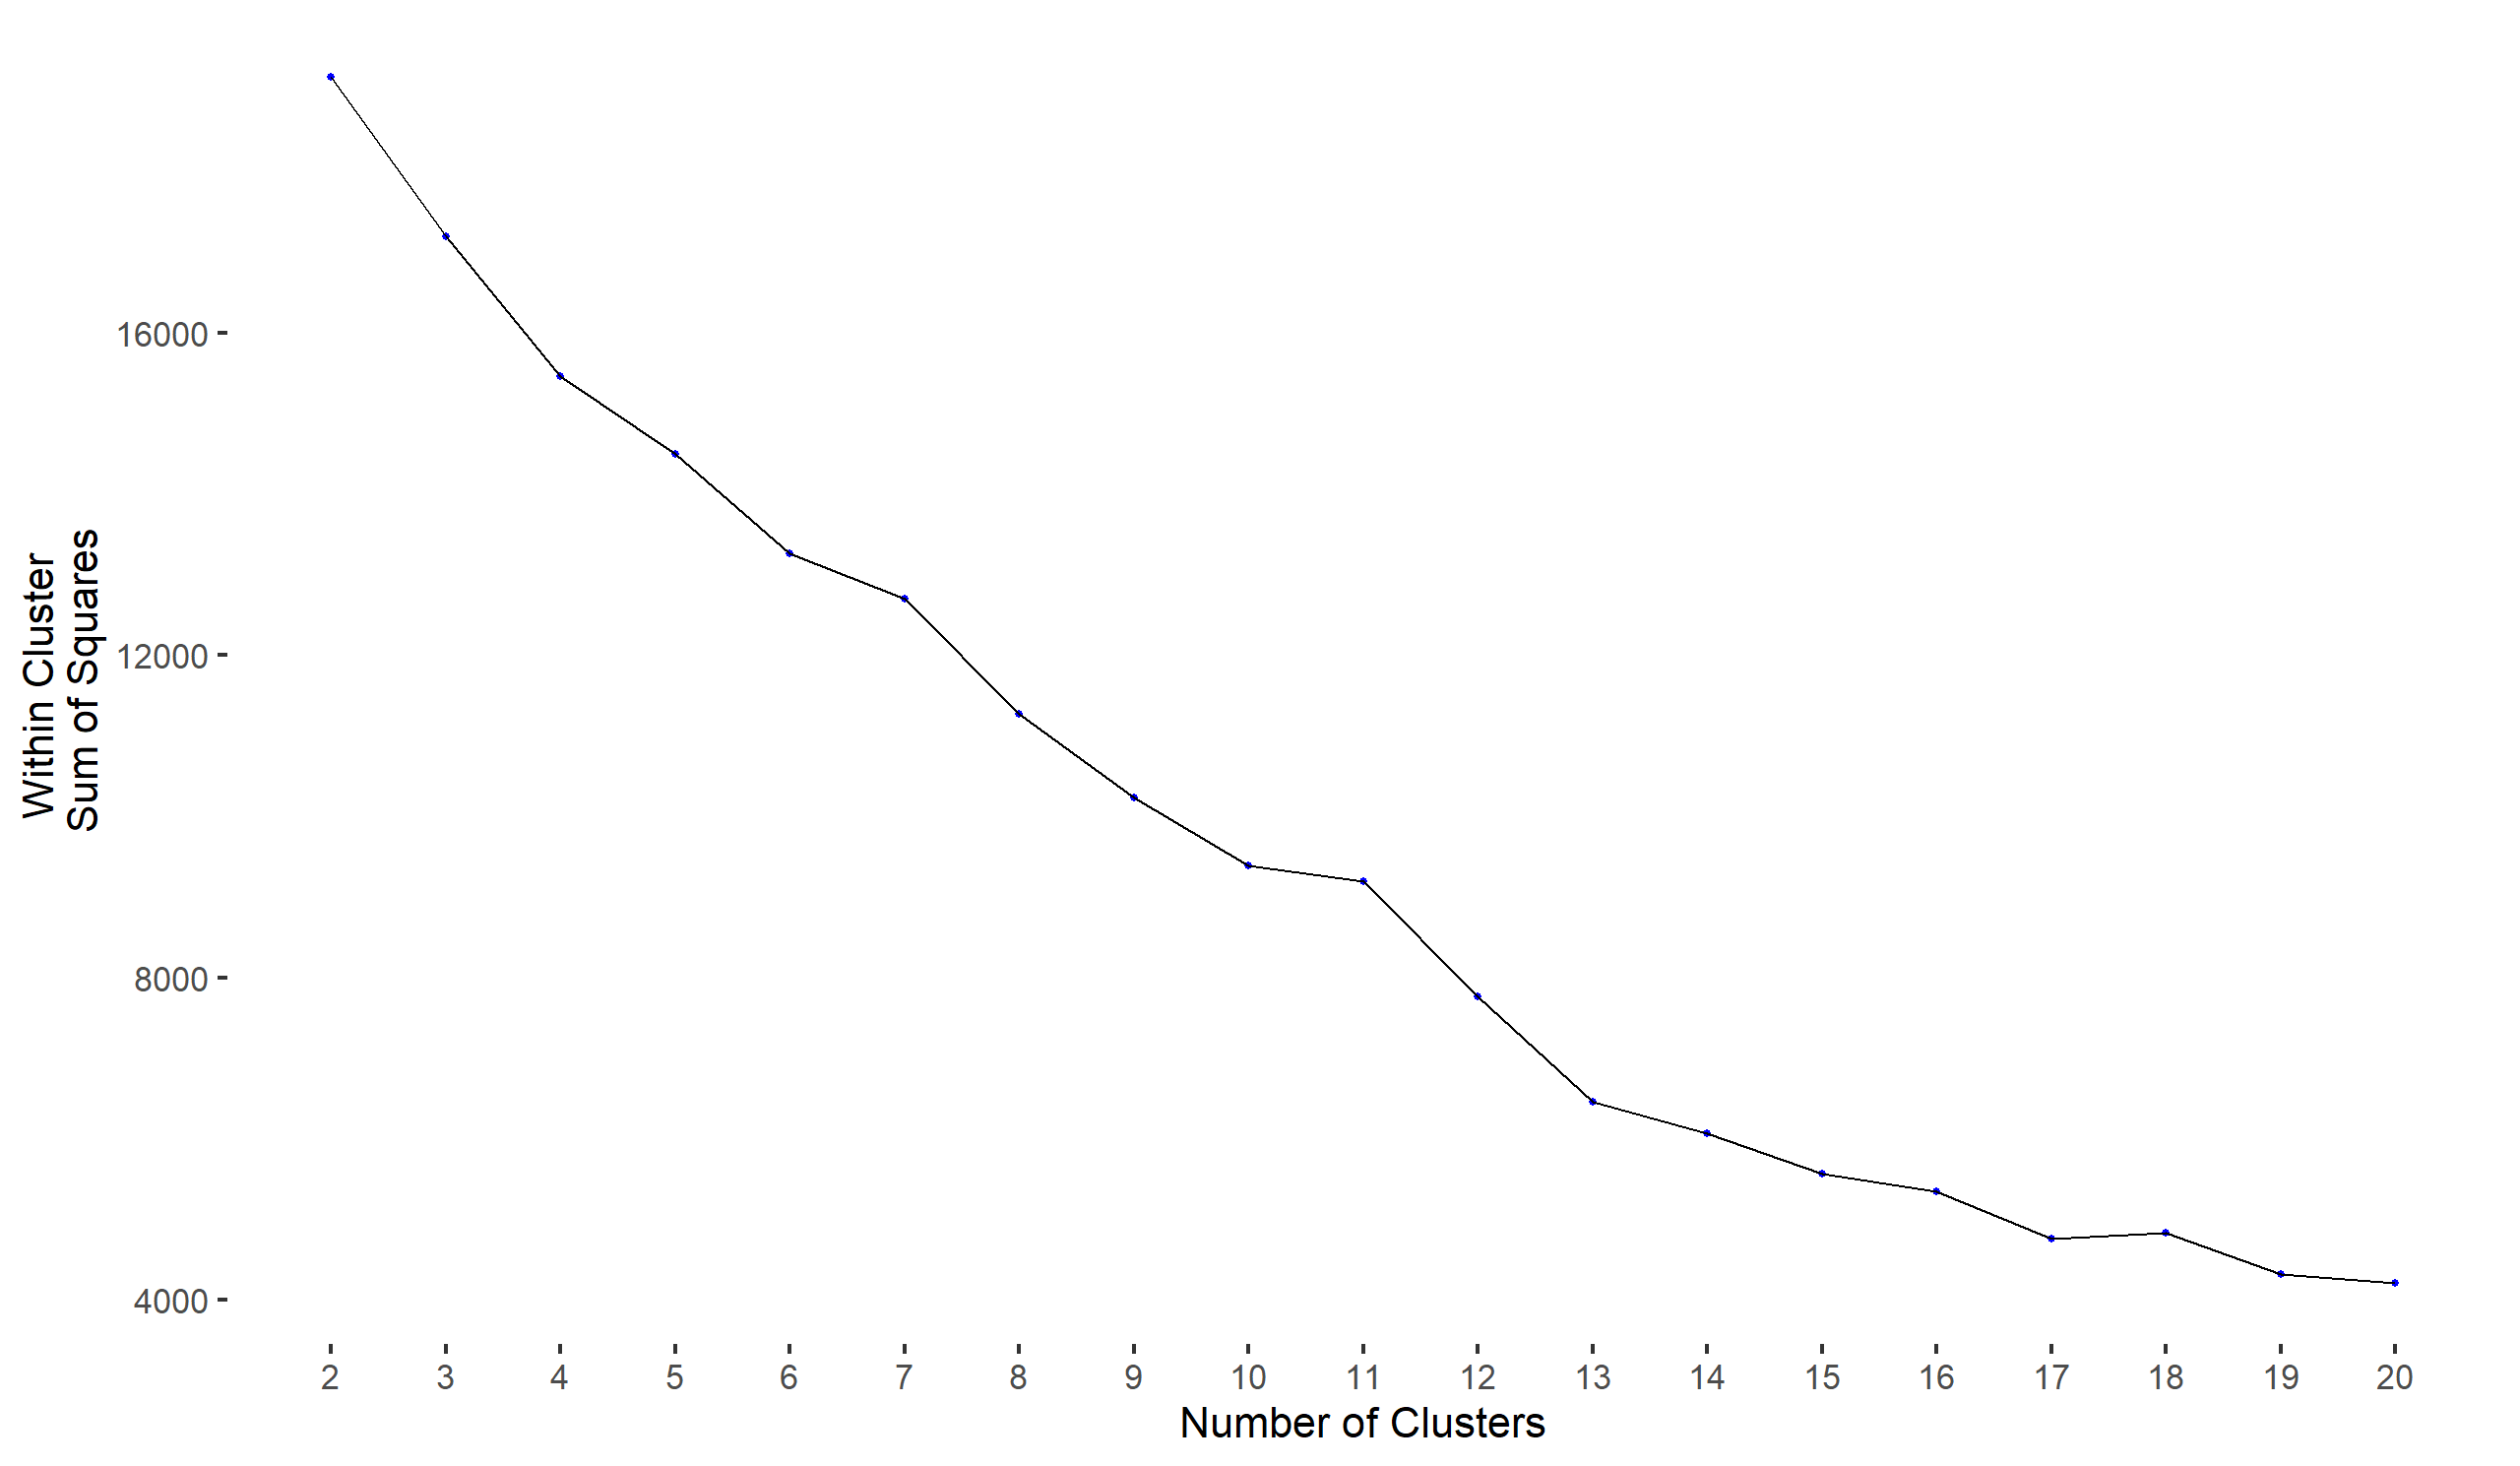 Within Cluster
Sum of Squares
16000
12000
8000
4000
2 3 4 5 6 7 8 9 10 11 12 13 14 15 16 17 18 19 20
Number of Clusters